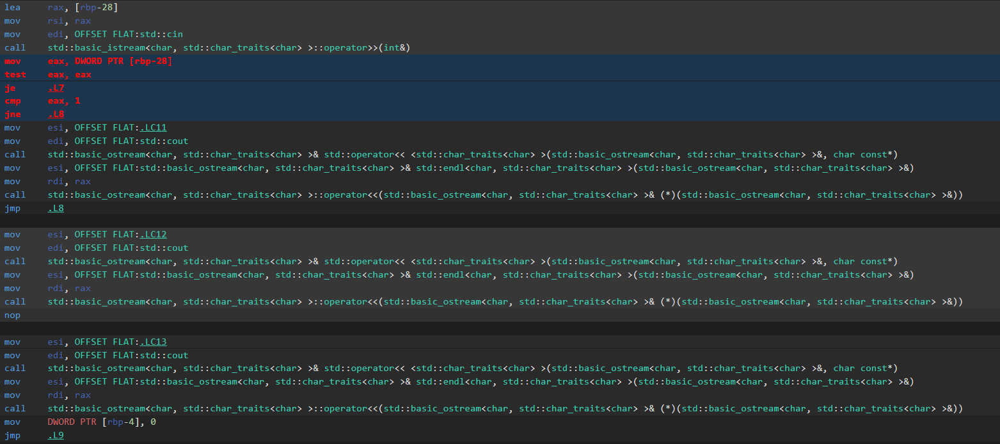 lea rax, [rbp-28]
mov rsi, rax
mov edi, OFFSET FLAT:std::cin
call std::basic_istream<char, std::char_traits<char> >::operator>>(int&)
mov eax, DWORD PTR [rbp-28]
test eax, eax
je .L7
cmp eax, 1
jne .L8
mov esi, OFFSET FLAT:.LC11
mov edi, OFFSET FLAT:std::cout
call std::basic_ostream<char, std::char_traits<char> >& std::operator<< <std::char_traits<char> >(std::basic_ostream<char, std::char_traits<char> >&, char const*)
mov esi, OFFSET FLAT:std::basic_ostream<char, std::char_traits<char> >& std::endl<char, std::char_traits<char> >(std::basic_ostream<char, std::char_traits<char> >&)
mov rdi, rax
call std::basic_ostream<char, std::char_traits<char> >::operator<<(std::basic_ostream<char, std::char_traits<char> >& (*)(std::basic_ostream<char, std::char_traits<char> >&))
jmp .L8
mov esi, OFFSET FLAT:.LC12
mov edi, OFFSET FLAT:std::cout
call std::basic_ostream<char, std::char_traits<char> >& std::operator<< <std::char_traits<char> >(std::basic_ostream<char, std::char_traits<char> >&, char const*)
mov esi, OFFSET FLAT:std::basic_ostream<char, std::char_traits<char> >& std::endl<char, std::char_traits<char> >(std::basic_ostream<char, std::char_traits<char> >&)
mov rdi, rax
call std::basic_ostream<char, std::char_traits<char> >::operator<<(std::basic_ostream<char, std::char_traits<char> >& (*)(std::basic_ostream<char, std::char_traits<char> >&))
nop
mov esi, OFFSET FLAT:.LC13
mov edi, OFFSET FLAT:std::cout
call std::basic_ostream<char, std::char_traits<char> >& std::operator<< <std::char_traits<char> >(std::basic_ostream<char, std::char_traits<char> >&, char const*)
mov esi, OFFSET FLAT:std::basic_ostream<char, std::char_traits<char> >& std::endl<char, std::char_traits<char> >(std::basic_ostream<char, std::char_traits<char> >&)
mov rdi, rax
call std::basic_ostream<char, std::char_traits<char> >::operator<<(std::basic_ostream<char, std::char_traits<char> >& (*)(std::basic_ostream<char, std::char_traits<char> >&))
mov DWORD PTR [rbp-4], 0
jmp .L9